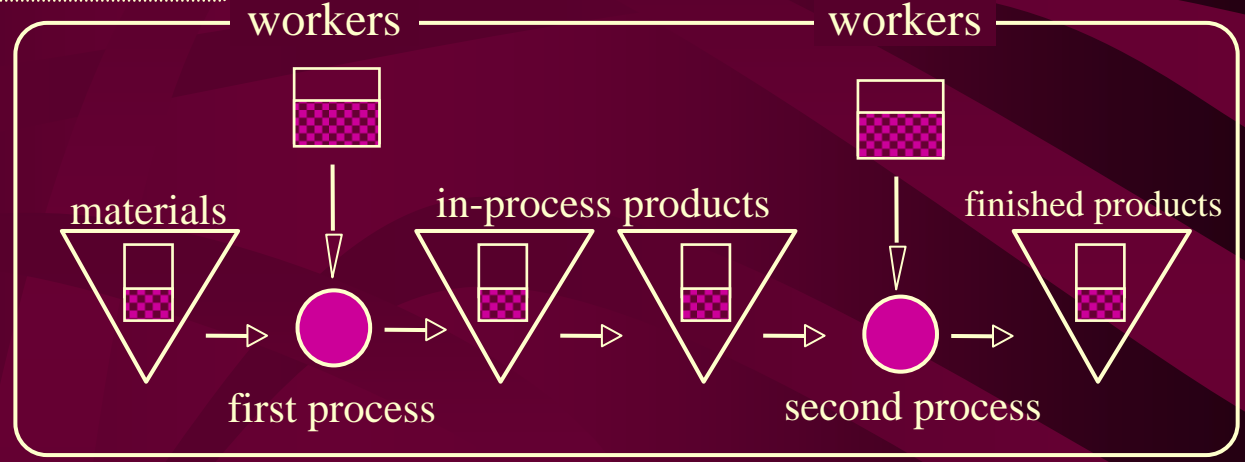 workers
workers
materials
in-process products
finished products
first process
second process